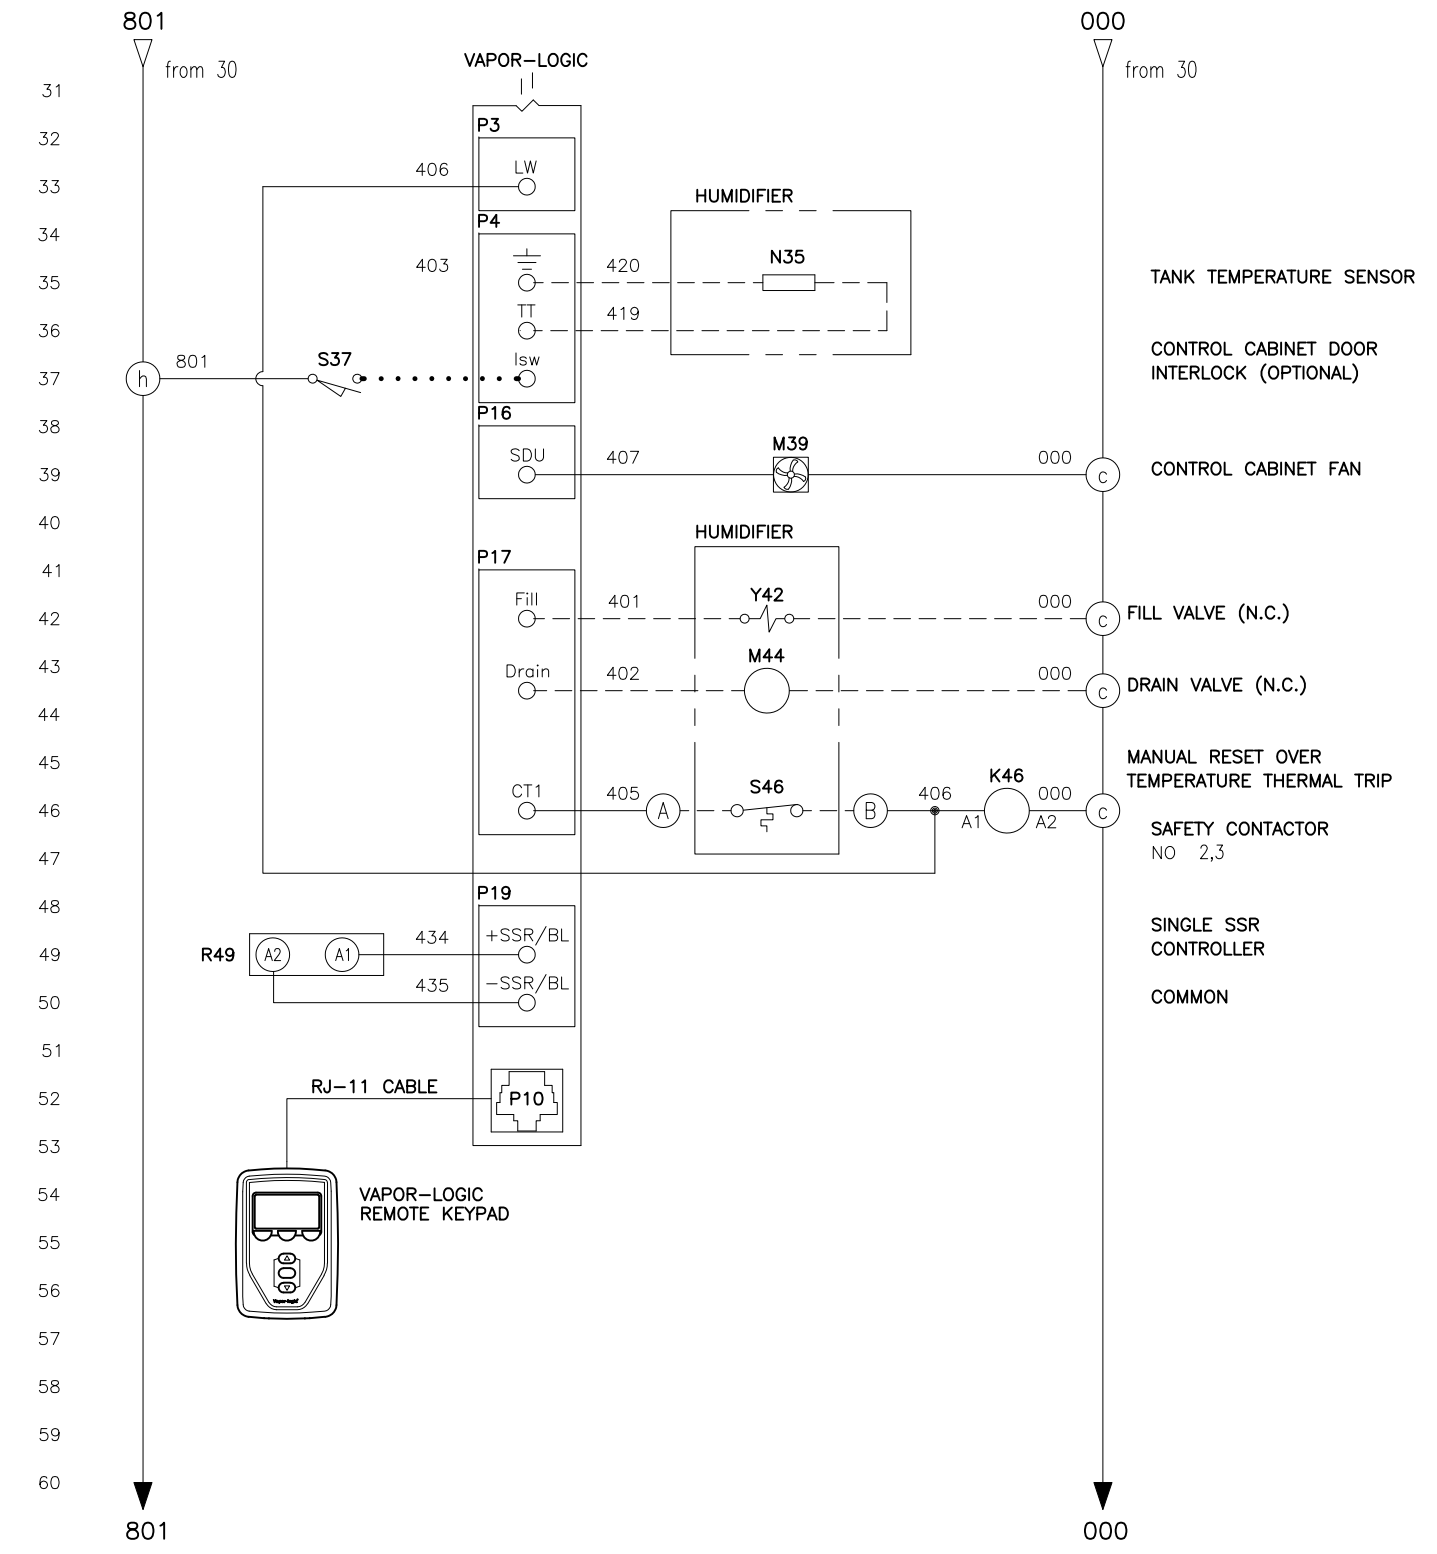 801
000
from 30
from 30
VAPOR-LOGIC
31
P3
32
LW
406
33
HUMIDIFIER
P4
34
403
420
N35
35
TANK TEMPERATURE SENSOR
TT
419
36
CONTROL CABINET DOOR
INTERLOCK (OPTIONAL)
801
S37
Isw
h
37
P16
38
SDU
407
M39
000
39
c
CONTROL CABINET FAN
40
HUMIDIFIER
P17
41
Fill
401
Y42
000
42
c
FILL VALVE (N.C.)
43
Drain
402
M44
000
c
DRAIN VALVE (N.C.)
44
45
MANUAL RESET OVER
TEMPERATURE THERMAL TRIP
CT1
405
S46
406
K46
000
46
A
B
A1
A2
c
SAFETY CONTACTOR
NO 2,3
47
P19
48
SINGLE SSR
CONTROLLER
434
+SSR/BL
R49
A2
A1
49
435
-SSR/BL
50
COMMON
51
RJ-11 CABLE
52
P10
53
54
VAPOR-LOGIC
REMOTE KEYPAD
55
56
Vapor-logic
57
58
59
60
801
000